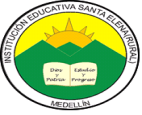 INSTITUCIÓN EDUCATIVA SANTA ELENA(RURAL)
Dios y Patria
Estudio y Progreso
MEDELLÍN